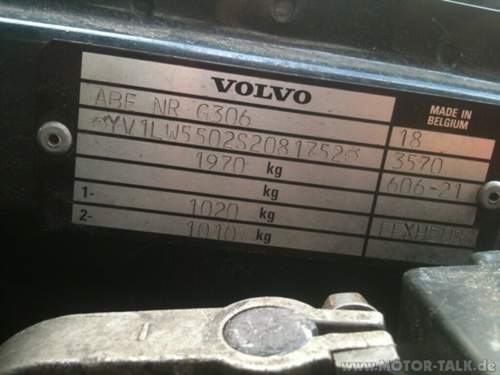 VOLVO
ABE NR G306
MADE IN
BELGIUM
YV1LW5502S2081752
18
3570
1970 kg
606-21
kg
1- 1020 kg
2- 1010 kg
© www.MOTOR-TALK.de